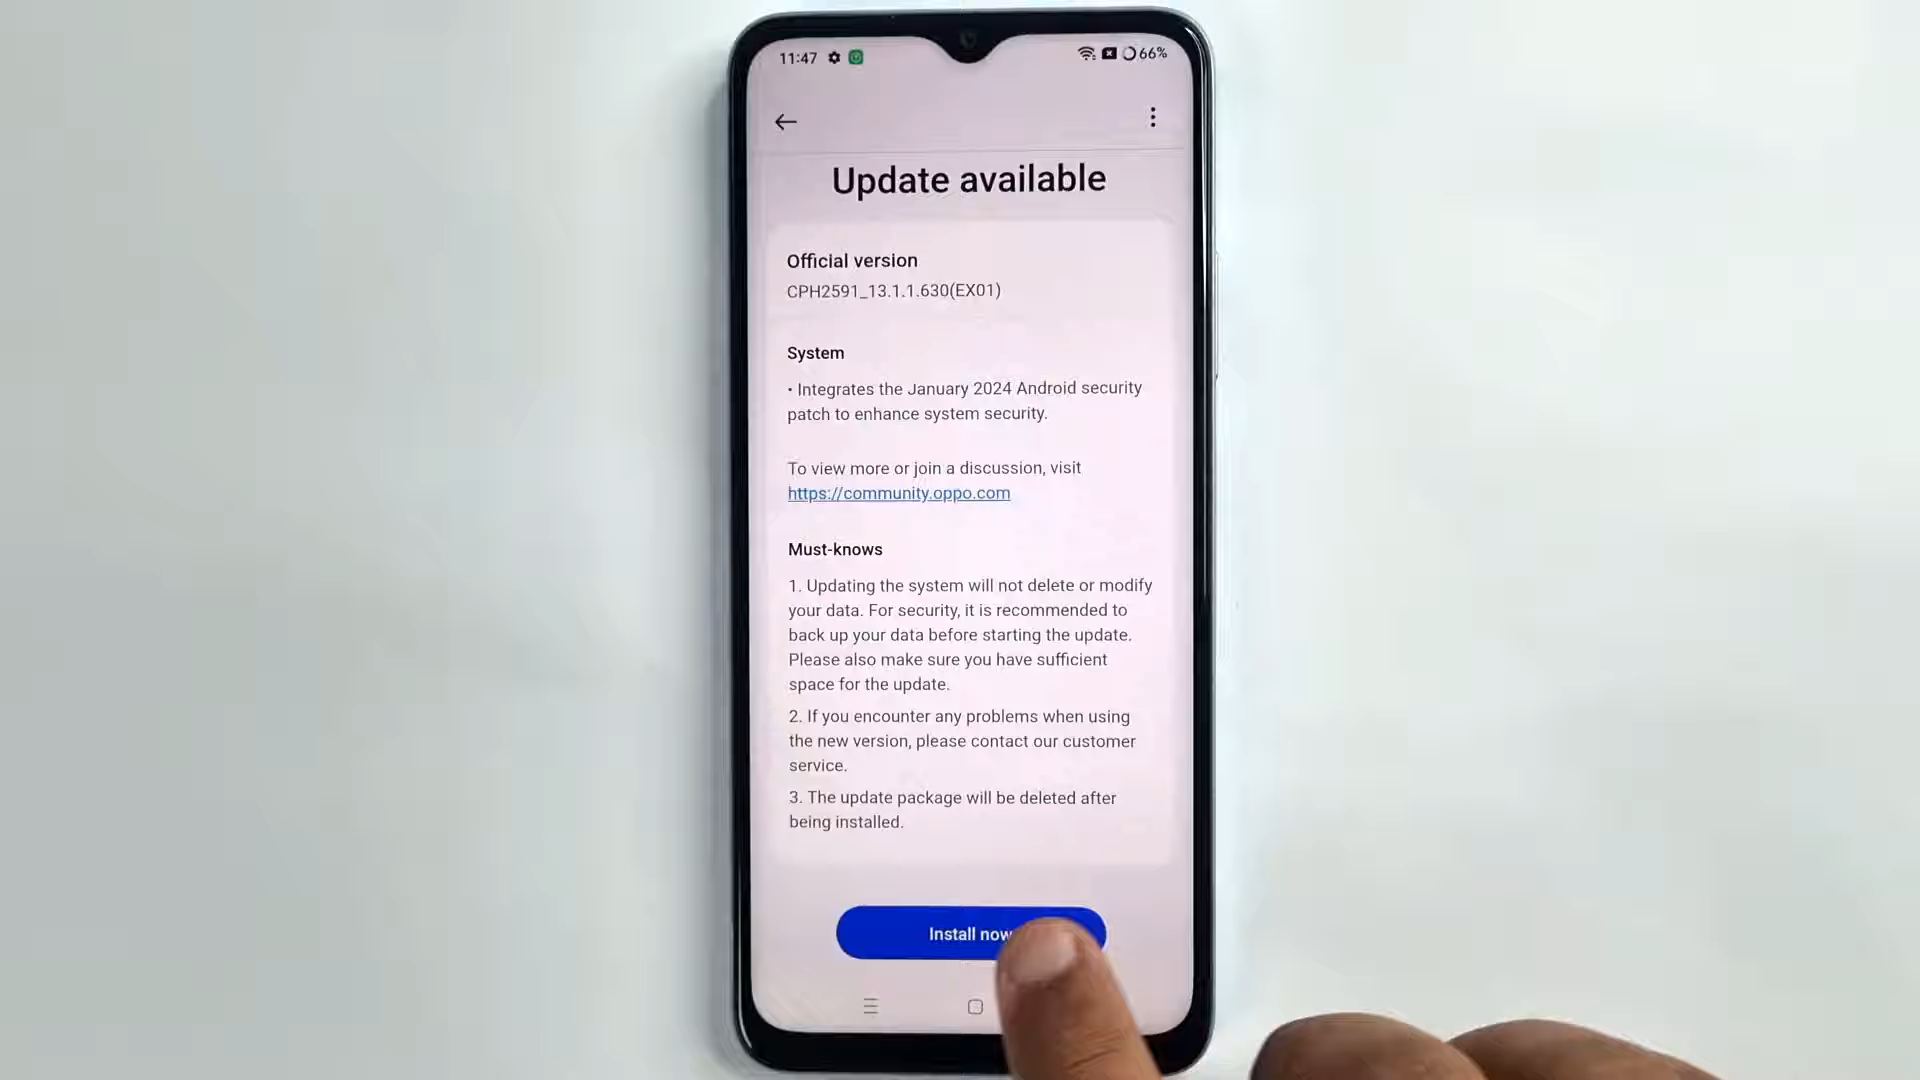 11:47
66%
Update available
Official version
CPH2591_13.1.1.630(EX01)
System
• Integrates the January 2024 Android security
patch to enhance system security.
To view more or join a discussion, visit
https://community.oppo.com
Must-knows
1. Updating the system will not delete or modify
your data. For security, it is recommended to
back up your data before starting the update.
Please also make sure you have sufficient
space for the update.
2. If you encounter any problems when using
the new version, please contact our customer
service.
3. The update package will be deleted after
being installed.
Install now